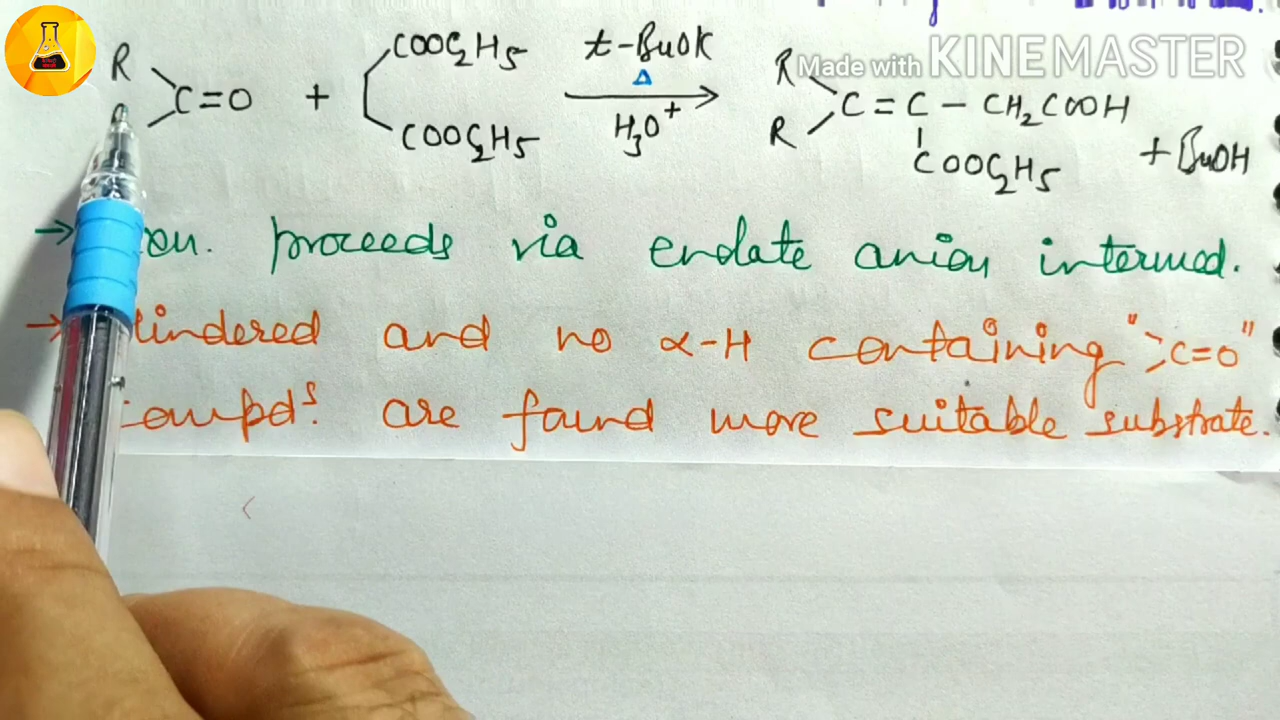 R C=O + COOC2H5 t-BuOK R C=C-CH2COOH
Δ
R COOC2H5 H3O+ R COOC2H5 + BuOH
Made with KINEMASTER
→ proceeds via enolate anion intermed.
→ Hindered and no α-H containing ">C=O"
compds. are found more suitable substrate.